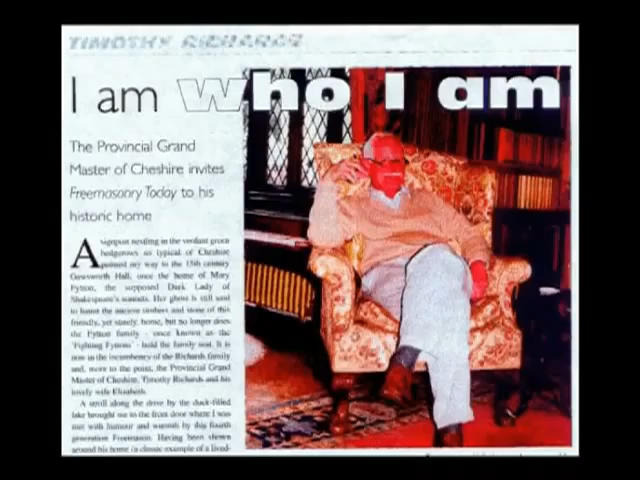 TIMOTHY RICHARDS
I am who I am
The Provincial Grand
Master of Cheshire invites
Freemasonry Today to his
historic home
A signpost nestling in the verdant green
hedgerows so typical of Cheshire
pointed my way to the 15th century
Gawsworth Hall, once the home of Mary
Fytton, the supposed Dark Lady of
Shakespeare's sonnets. Her ghost is still said
to haunt the ancient timbers and stone of this
friendly, yet stately, home, but no longer does
the Fytton family - once known as the
'Fighting Fyttons' - hold the family seat. It is
now in the incumbency of the Richards family
and, more to the point, the Provincial Grand
Master of Cheshire, Timothy Richards and his
lovely wife Elizabeth.
A stroll along the drive by the duck-filled
lake brought me to the front door where I was
met with humour and warmth by this fourth
generation Freemason. Having been shown
around his home (a classic example of a lived-